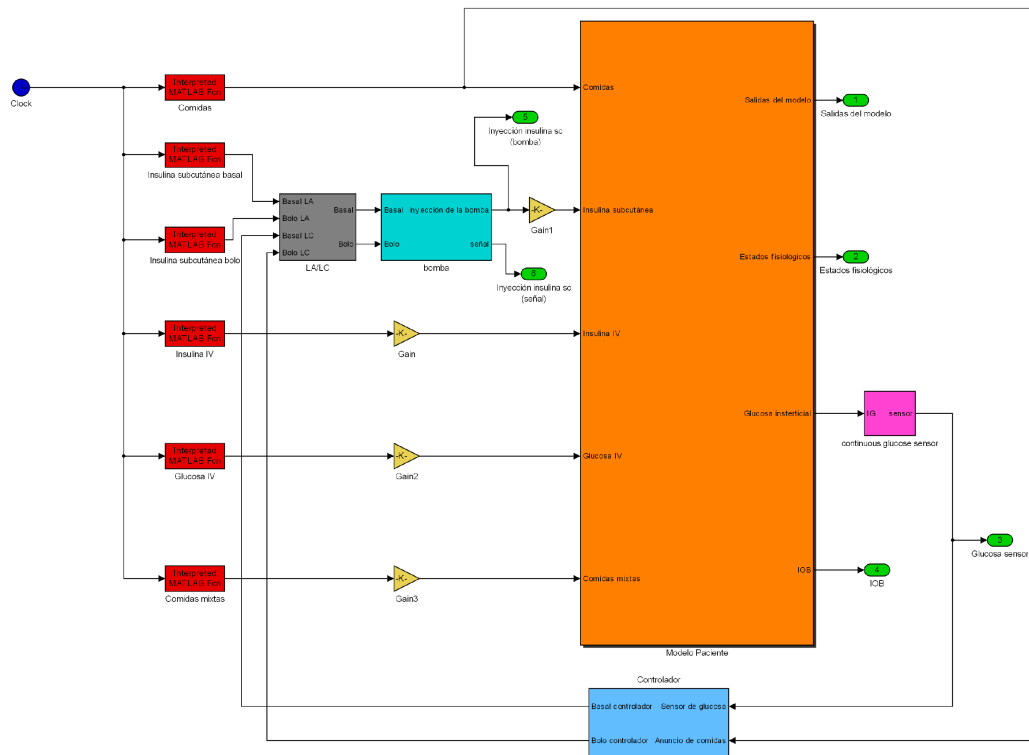 Clock
Interpreted
MATLAB Fcn
Comidas
Interpreted
MATLAB Fcn
Insulina subcutánea basal
Interpreted
MATLAB Fcn
Insulina subcutánea bolo
Interpreted
MATLAB Fcn
Insulina IV
Interpreted
MATLAB Fcn
Glucosa IV
Interpreted
MATLAB Fcn
Comidas mixtas
Basal LA
Bolo LA
Basal LC
Bolo LC
Basal
Bolo
LA/LC
Basal
Bolo
Inyección de la bomba
señal
bomba
5
Inyección insulina sc
(bomba)
-K-
Gain1
6
Inyección insulina sc
(señal)
-K-
Gain
-K-
Gain2
-K-
Gain3
Comidas
Insulina subcutánea
Insulina IV
Glucosa IV
Comidas mixtas
Salidas del modelo
Estados fisiologicos
Glucosa insterticial
IOB
Modelo Paciente
1
Salidas del modelo
2
Estados fisiológicos
IG
sensor
continuous glucose sensor
3
Glucosa sensor
4
IOB
Controlador
Basal controlador
Sensor de glucosa
Bolo controlador
Anuncio de comidas